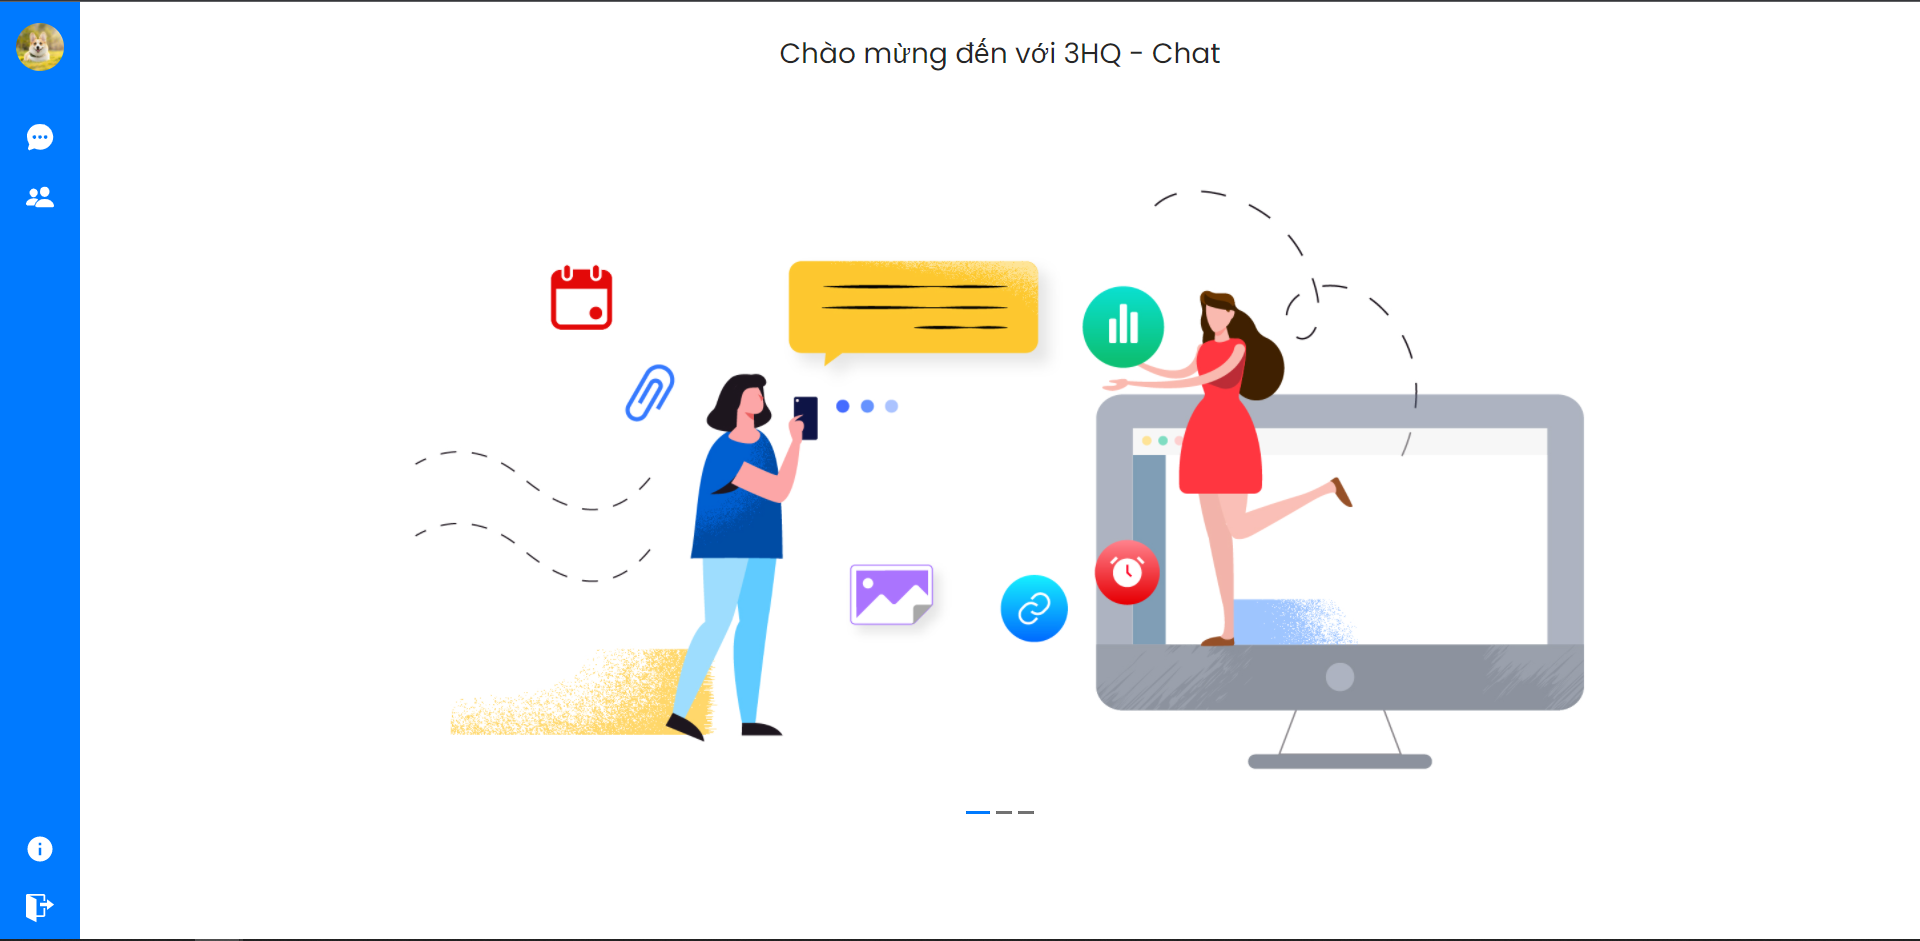 Chào mừng đến với 3HQ - Chat